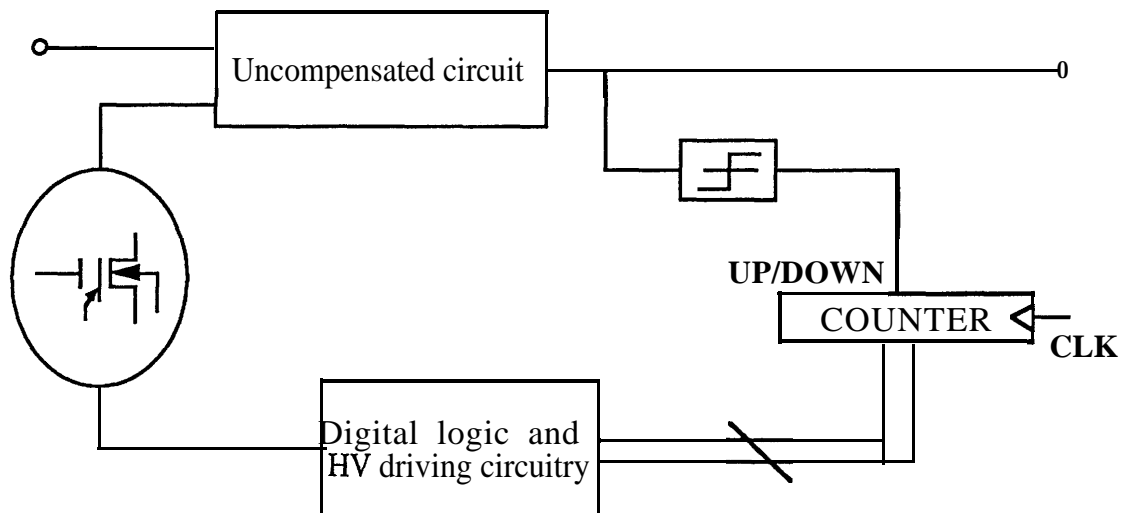 Uncompensated circuit
0
UP/DOWN
COUNTER
CLK
Digital logic and
HV driving circuitry